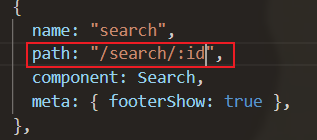 {
name: "search",
path: "/search/:id",
component: Search,
meta: { footerShow: true },
},